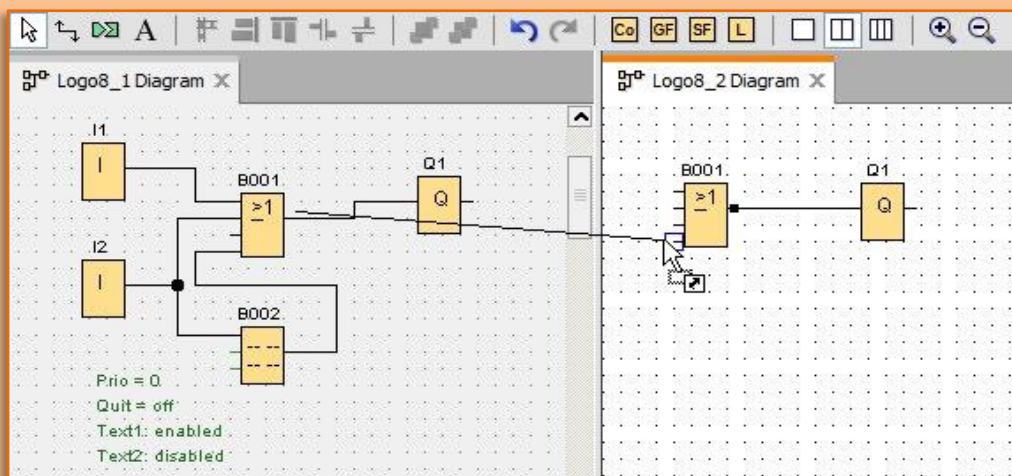 A
Co GF SF L
Logo8_1 Diagram
Logo8_2 Diagram
I1
I
B001
>1
Q1
Q
I2
I
B002
Prio = 0
Quit = off
Text1: enabled
Text2: disabled
B001
>1
Q1
Q